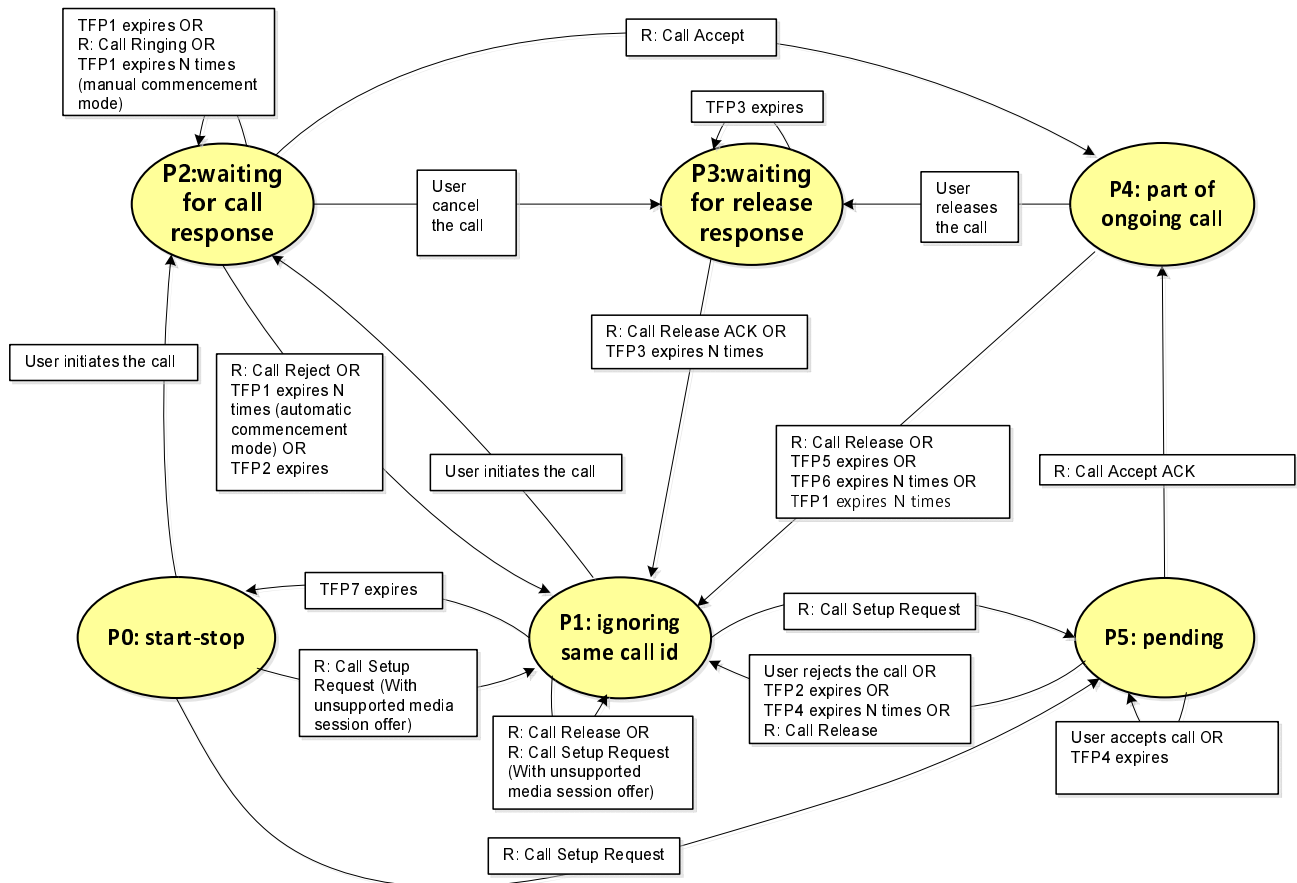 TFP1 expires OR
R: Call Ringing OR
TFP1 expires N times
(manual commencement
mode)
R: Call Accept
TFP3 expires
P2:waiting
for call
response
User
cancel
the call
P3:waiting
for release
response
User
releases
the call
P4: part of
ongoing call
User initiates the call
R: Call Reject OR
TFP1 expires N
times (automatic
commencement
mode) OR
TFP2 expires
User initiates the call
R: Call Release ACK OR
TFP3 expires N times
R: Call Release OR
TFP5 expires OR
TFP6 expires N times OR
TFP1 expires N times
R: Call Accept ACK
P0: start-stop
TFP7 expires
R: Call Setup
Request (With
unsupported media
session offer)
P1: ignoring
same call id
R: Call Release OR
R: Call Setup Request
(With unsupported
media session offer)
R: Call Setup Request
User rejects the call OR
TFP2 expires OR
TFP4 expires N times OR
R: Call Release
P5: pending
User accepts call OR
TFP4 expires
R: Call Setup Request